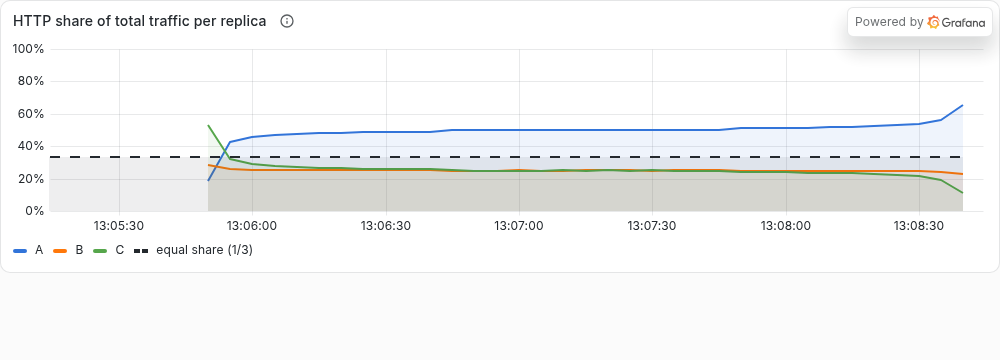 HTTP share of total traffic per replica
Powered by Grafana
100%
80%
60%
40%
20%
0%
13:05:30 13:06:00 13:06:30 13:07:00 13:07:30 13:08:00 13:08:30
A B C equal share (1/3)